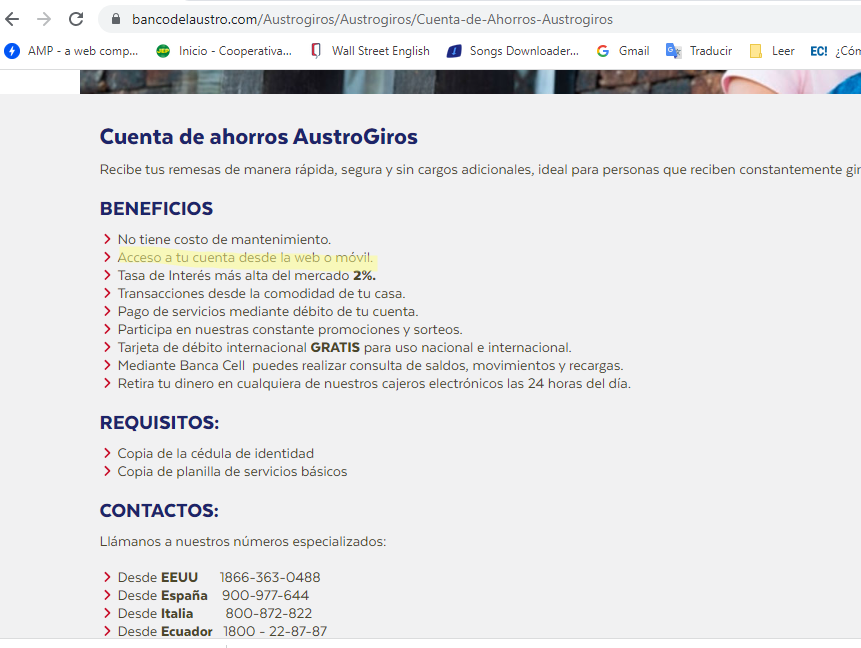 bancodelaustro.com/Austrogiros/Austrogiros/Cuenta-de-Ahorros-Austrogiros
AMP - a web comp... JEP Inicio - Cooperativa... Wall Street English Songs Downloader... Gmail Traducir Leer EC! ¿Cóm
Cuenta de ahorros AustroGiros
Recibe tus remesas de manera rápida, segura y sin cargos adicionales, ideal para personas que reciben constantemente gir
BENEFICIOS
No tiene costo de mantenimiento.
Acceso a tu cuenta desde la web o móvil.
Tasa de Interés más alta del mercado 2%.
Transacciones desde la comodidad de tu casa.
Pago de servicios mediante débito de tu cuenta.
Participa en nuestras constante promociones y sorteos.
Tarjeta de débito internacional GRATIS para uso nacional e internacional.
Mediante Banca Cell puedes realizar consulta de saldos, movimientos y recargas.
Retira tu dinero en cualquiera de nuestros cajeros electrónicos las 24 horas del día.
REQUISITOS:
Copia de la cédula de identidad
Copia de planilla de servicios básicos
CONTACTOS:
Llámanos a nuestros números especializados:
Desde EEUU 1866-363-0488
Desde España 900-977-644
Desde Italia 800-872-822
Desde Ecuador 1800 - 22-87-87